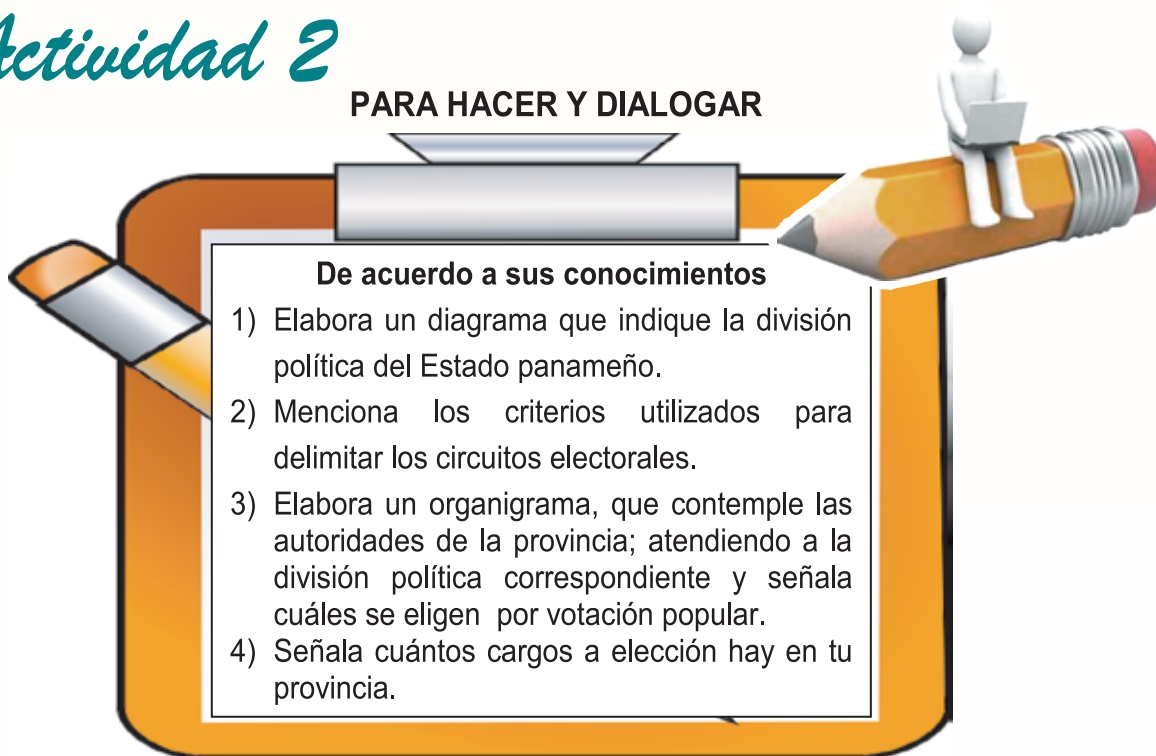 Actividad 2
PARA HACER Y DIALOGAR
De acuerdo a sus conocimientos
1) Elabora un diagrama que indique la división
política del Estado panameño.
2) Menciona los criterios utilizados para
delimitar los circuitos electorales.
3) Elabora un organigrama, que contemple las
autoridades de la provincia; atendiendo a la
división política correspondiente y señala
cuáles se eligen por votación popular.
4) Señala cuántos cargos a elección hay en tu
provincia.